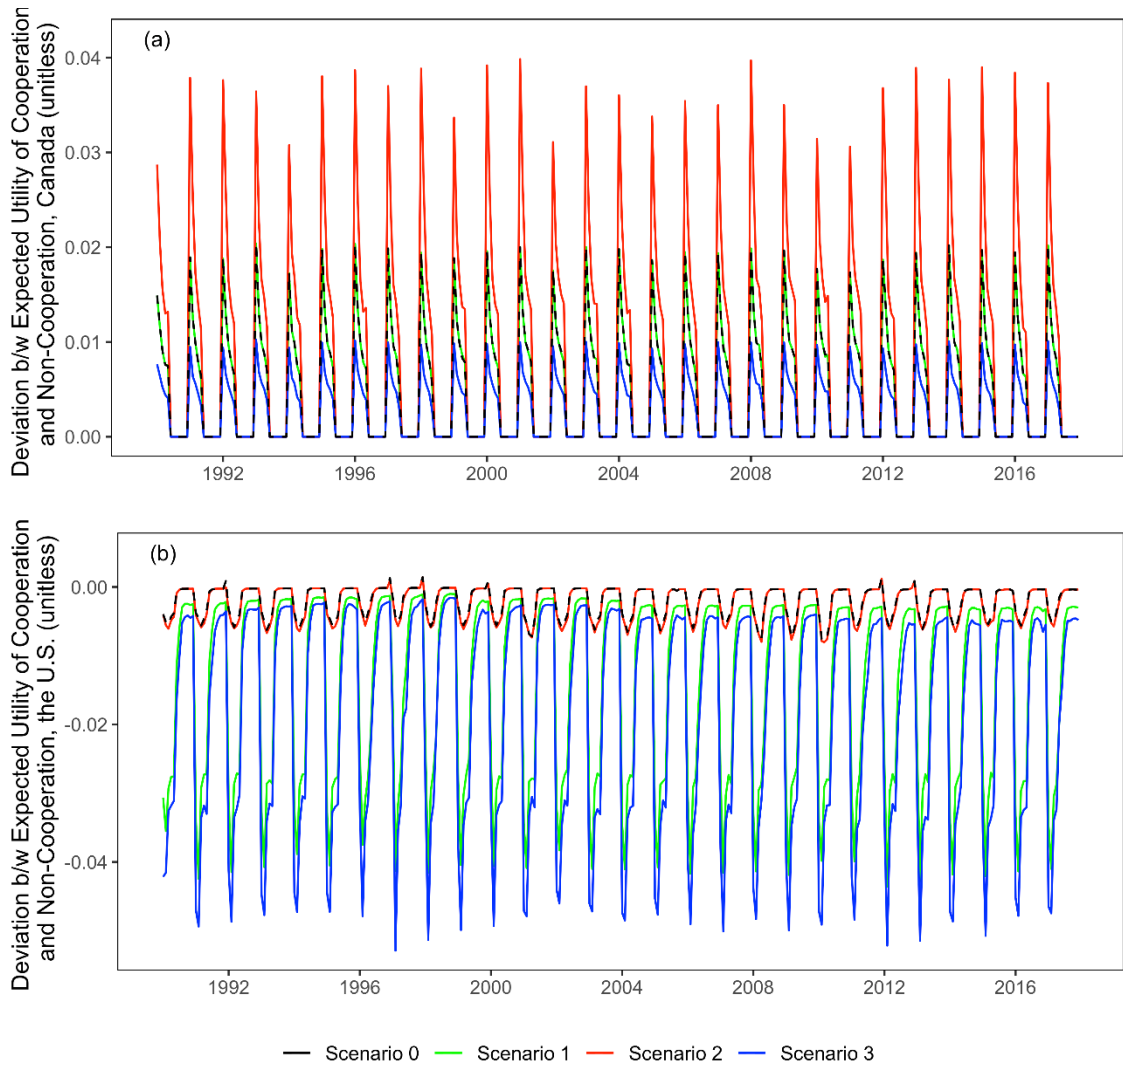 Deviation b/w Expected Utility of Cooperation
and Non-Cooperation, Canada (unitless)
(a)
0.04
0.03
0.02
0.01
0.00
1992 1996 2000 2004 2008 2012 2016
Deviation b/w Expected Utility of Cooperation
and Non-Cooperation, the U.S. (unitless)
(b)
0.00
-0.02
-0.04
1992 1996 2000 2004 2008 2012 2016
Scenario 0 Scenario 1 Scenario 2 Scenario 3